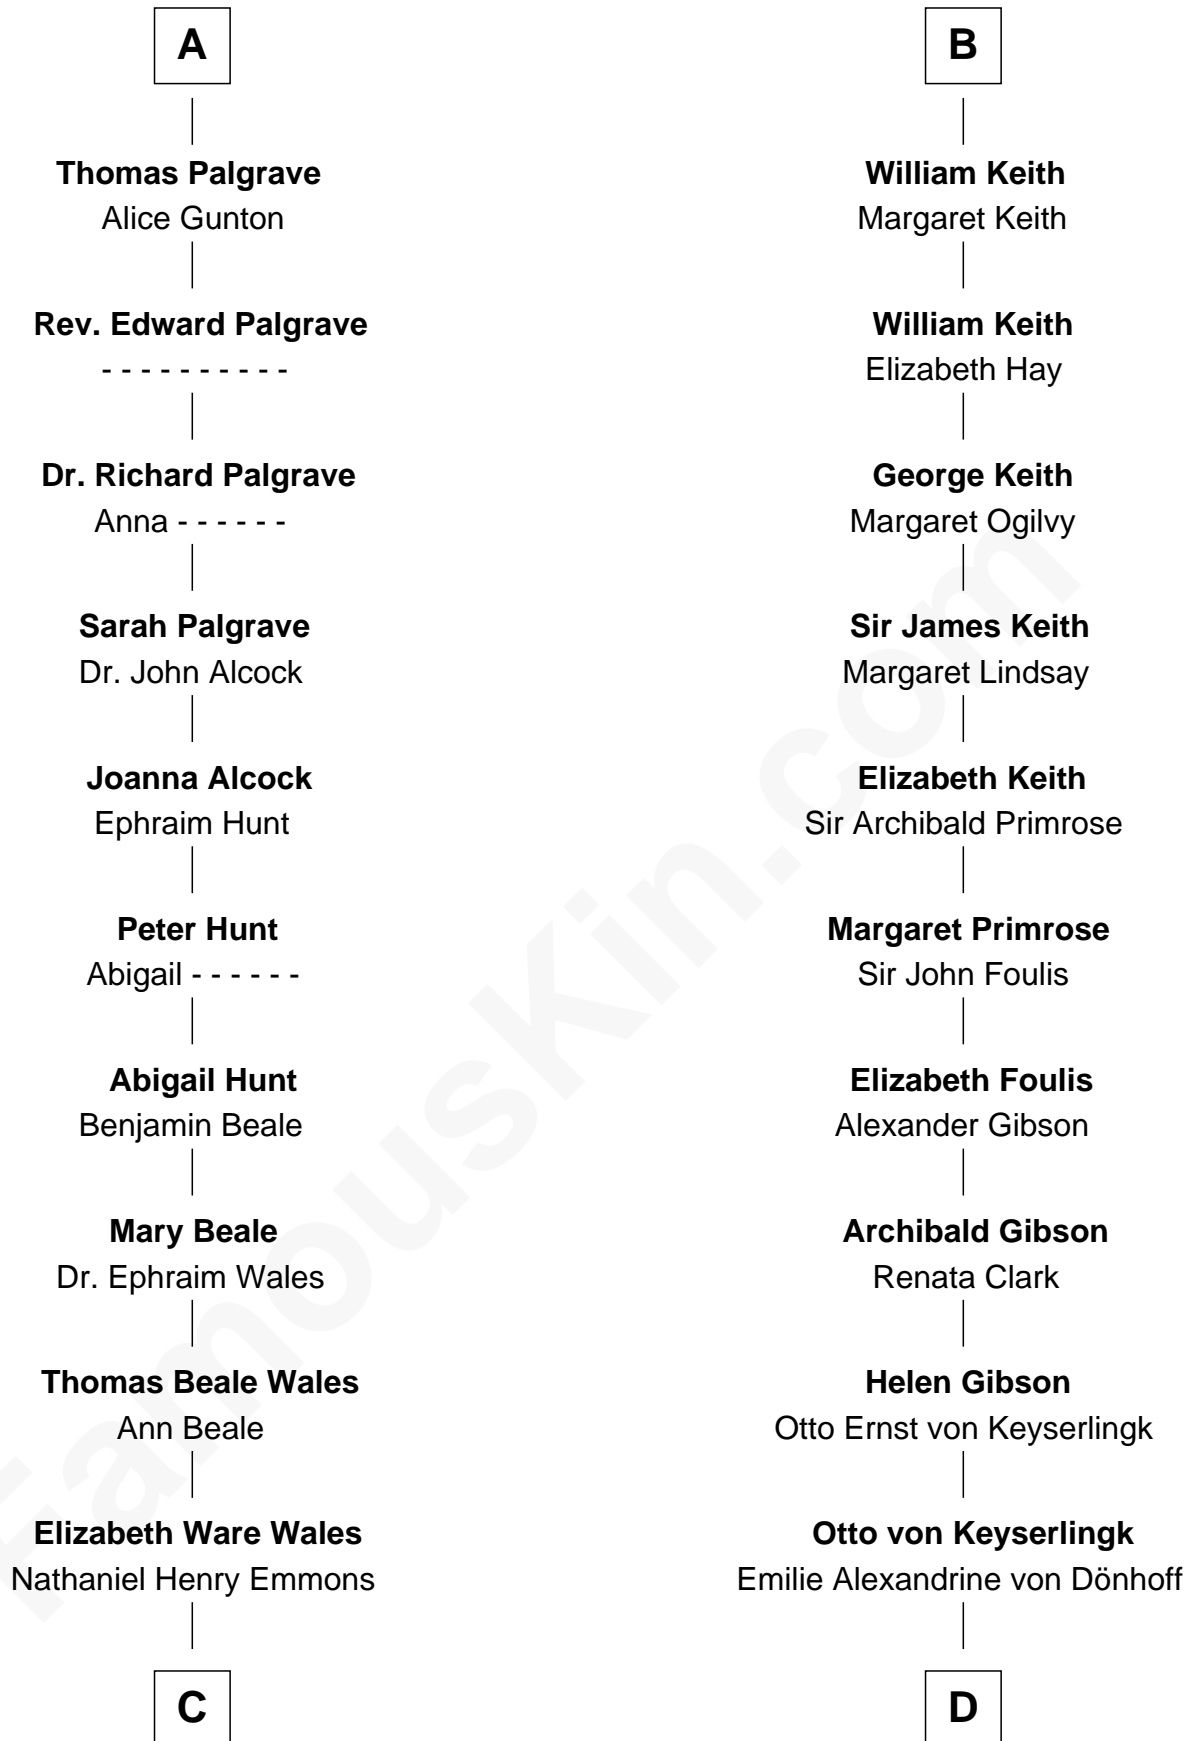 A
Thomas Palgrave
Alice Gunton
Rev. Edward Palgrave
- - - - - - - - - -
Dr. Richard Palgrave
Anna - - - - - -
Sarah Palgrave
Dr. John Alcock
Joanna Alcock
Ephraim Hunt
Peter Hunt
Abigail - - - - - -
Abigail Hunt
Benjamin Beale
Mary Beale
Dr. Ephraim Wales
Thomas Beale Wales
Ann Beale
Elizabeth Ware Wales
Nathaniel Henry Emmons
C
B
William Keith
Margaret Keith
William Keith
Elizabeth Hay
George Keith
Margaret Ogilvy
Sir James Keith
Margaret Lindsay
Elizabeth Keith
Sir Archibald Primrose
Margaret Primrose
Sir John Foulis
Elizabeth Foulis
Alexander Gibson
Archibald Gibson
Renata Clark
Helen Gibson
Otto Ernst von Keyserlingk
Otto von Keyserlingk
Emilie Alexandrine von Dönhoff
D
FamousKin.com